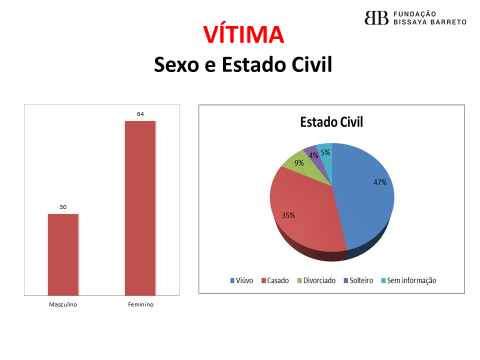 FUNDAÇÃO
BISSAYA BARRETO
VÍTIMA
Sexo e Estado Civil
64
30
Masculino
Feminino
Estado Civil
5%
4%
9%
47%
35%
Viúvo Casado Divorciado Solteiro Sem informação